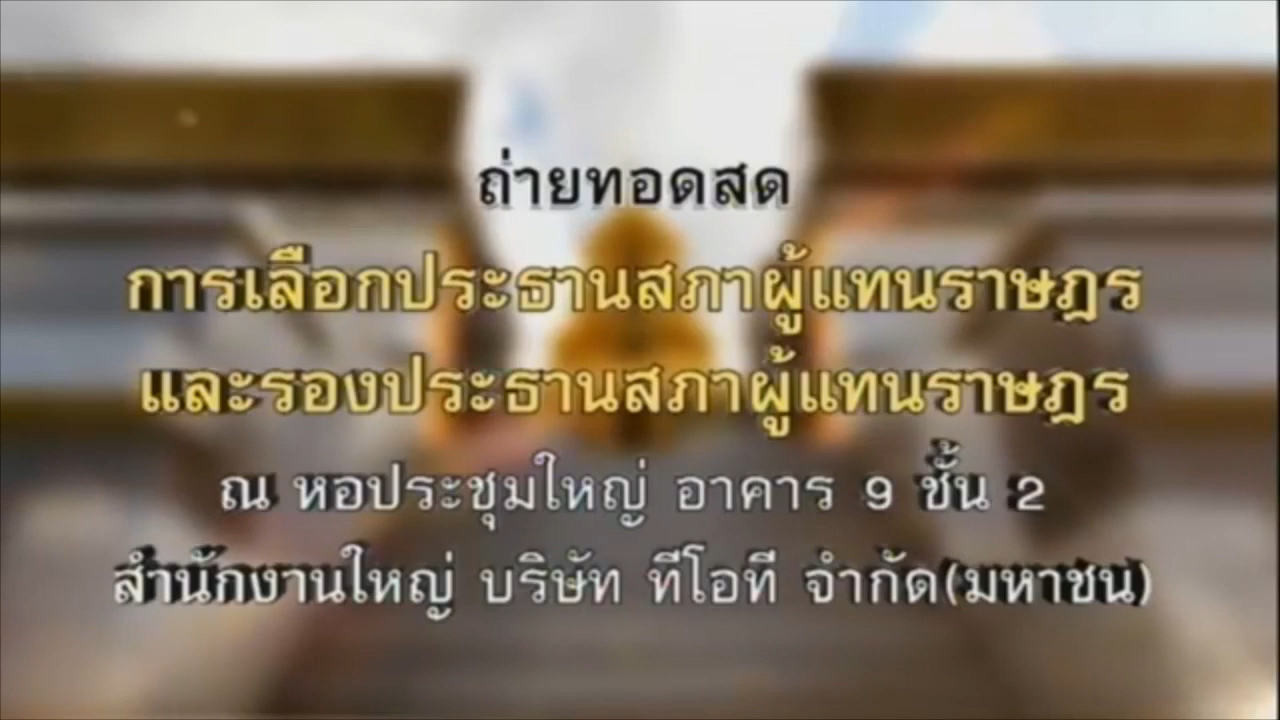 ถ่ายทอดสด
การเลือกประธานสภาผู้แทนราษฎร
และรองประธานสภาผู้แทนราษฎร
ณ หอประชุมใหญ่ อาคาร 9 ชั้น 2
สำนักงานใหญ่ บริษัท ทีโอที จำกัด(มหาชน)